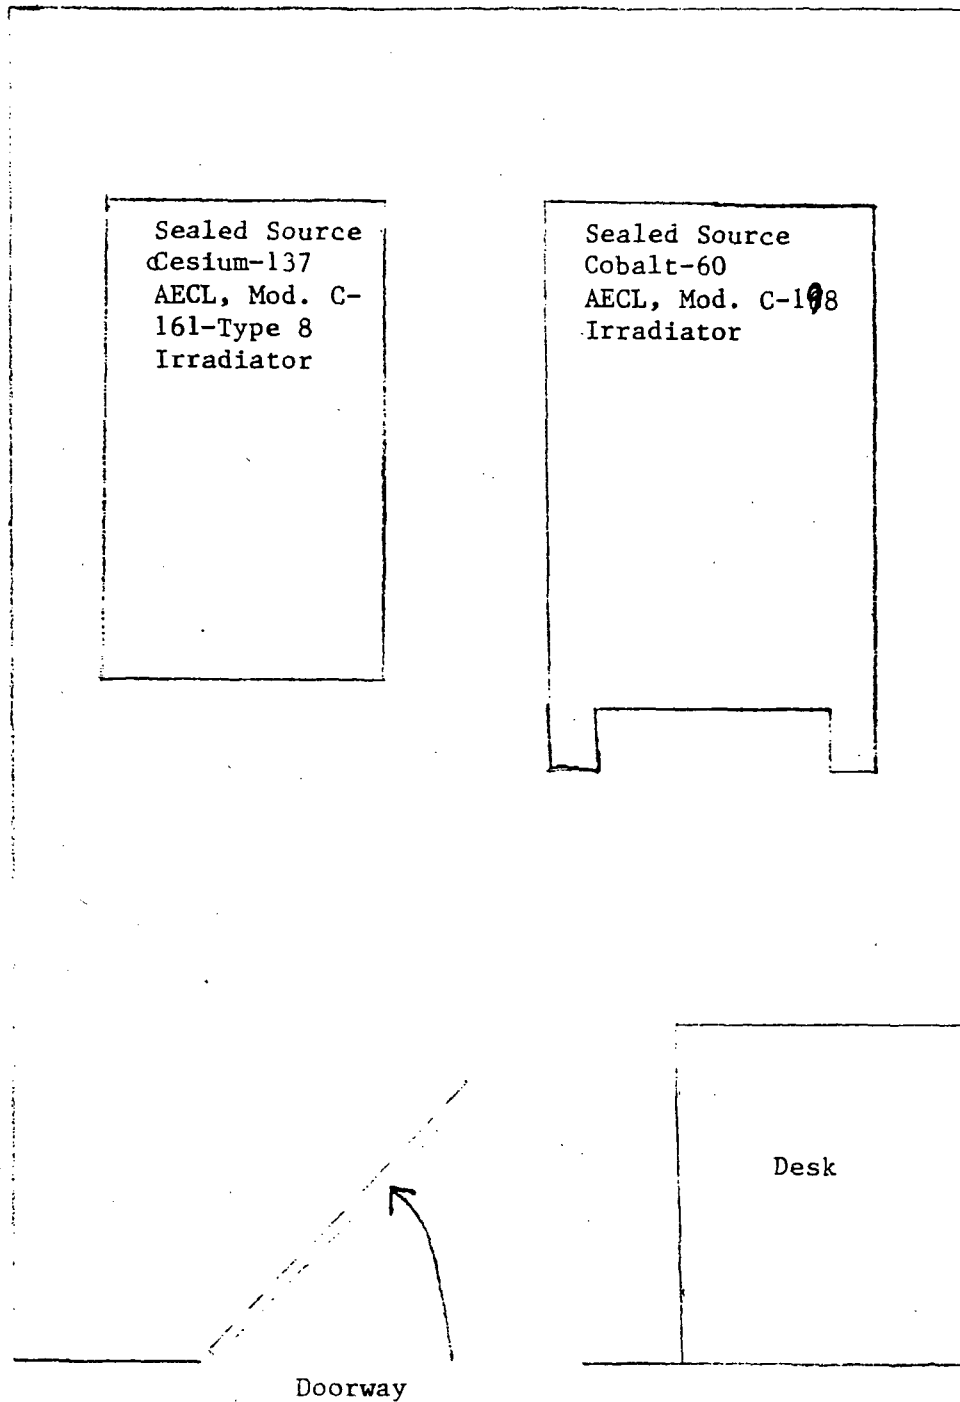 Sealed Source
Cesium-137
AECL, Mod. C-
161-Type 8
Irradiator
Sealed Source
Cobalt-60
AECL, Mod. C-198
Irradiator
Desk
Doorway